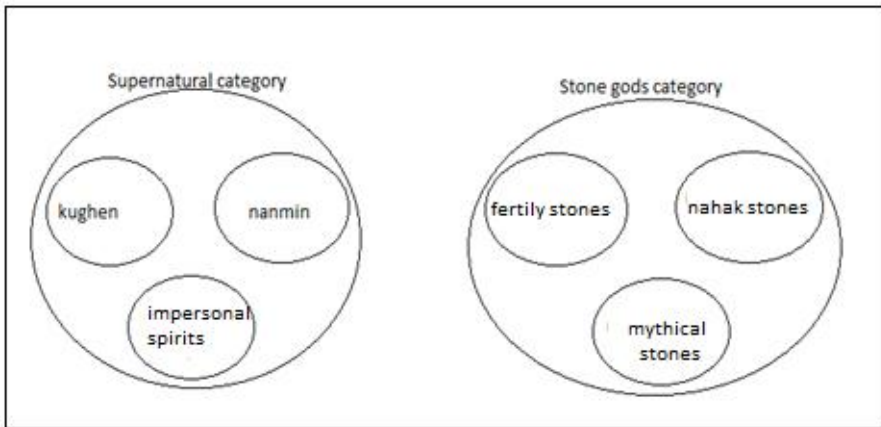 Supernatural category
kughen
nanmin
impersonal
spirits
Stone gods category
fertily stones
nahak stones
mythical
stones